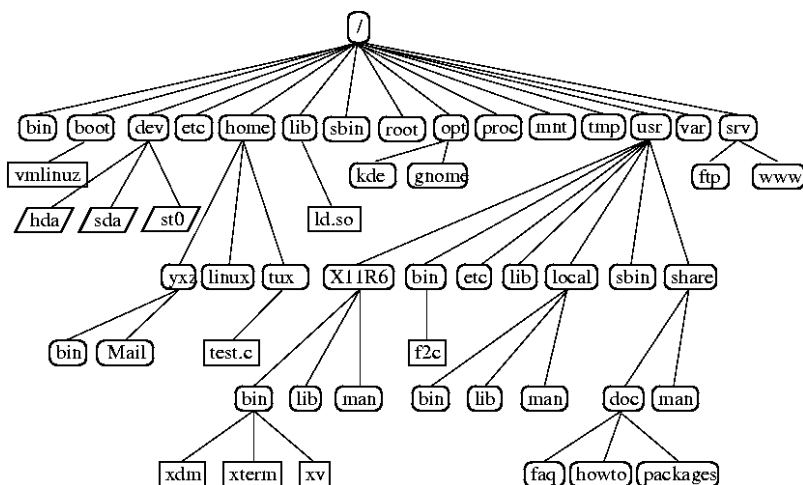 /
bin boot dev etc home lib sbin root opt proc mnt tmp usr var srv
vmlinuz kde gnome ftp www
hda sda st0 ld.so
yxz linux tux X11R6 bin etc lib local sbin share
bin Mail test.c f2c
bin lib man bin lib man doc man
xdm xterm xv faq howto packages